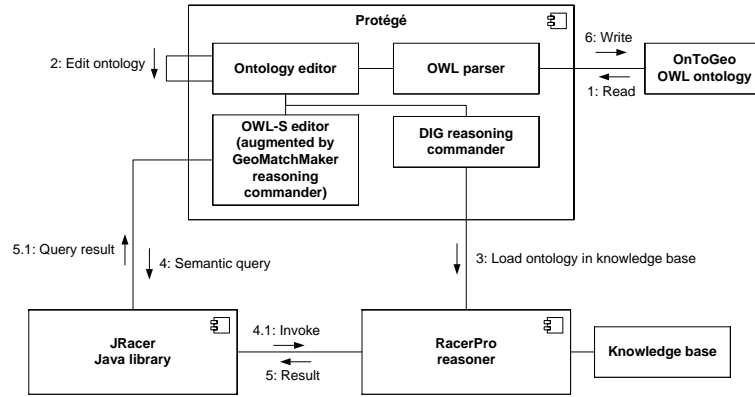 Protégé
6: Write
2: Edit ontology
Ontology editor
OWL parser
OnToGeo
OWL ontology
1: Read
OWL-S editor
(augmented by
GeoMatchMaker
reasoning
commander)
DIG reasoning
commander
5.1: Query result
4: Semantic query
3: Load ontology in knowledge base
JRacer
Java library
4.1: Invoke
5: Result
RacerPro
reasoner
Knowledge base